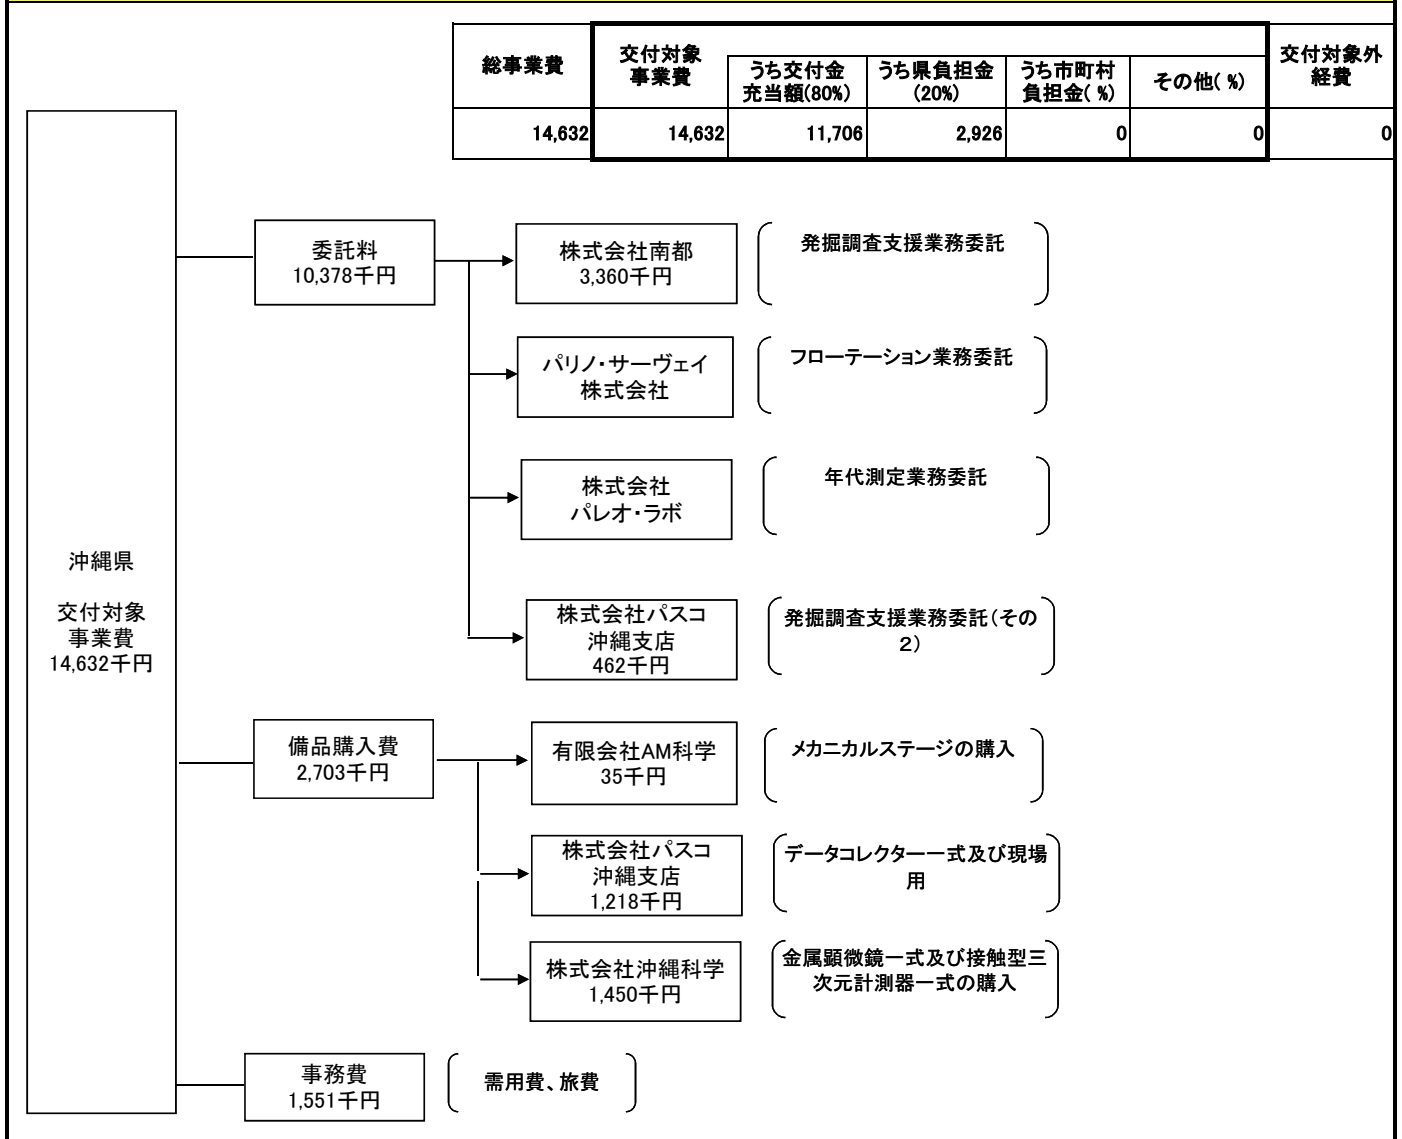 総事業費
交付対象
事業費
うち交付金
充当額(80%)
うち県負担金
(20%)
うち市町村
負担金( %)
その他( %)
交付対象外
経費
14,632
14,632
11,706
2,926
0
0
0
沖縄県
交付対象
事業費
14,632千円
委託料
10,378千円
株式会社南都
3,360千円
発掘調査支援業務委託
パリノ・サーヴェイ
株式会社
フローテーション業務委託
株式会社
パレオ・ラボ
年代測定業務委託
株式会社パスコ
沖縄支店
462千円
発掘調査支援業務委託(その
2)
備品購入費
2,703千円
有限会社AM科学
35千円
メカニカルステージの購入
株式会社パスコ
沖縄支店
1,218千円
データコレクター一式及び現場
用
株式会社沖縄科学
1,450千円
金属顕微鏡一式及び接触型三
次元計測器一式の購入
事務費
1,551千円
需用費、旅費